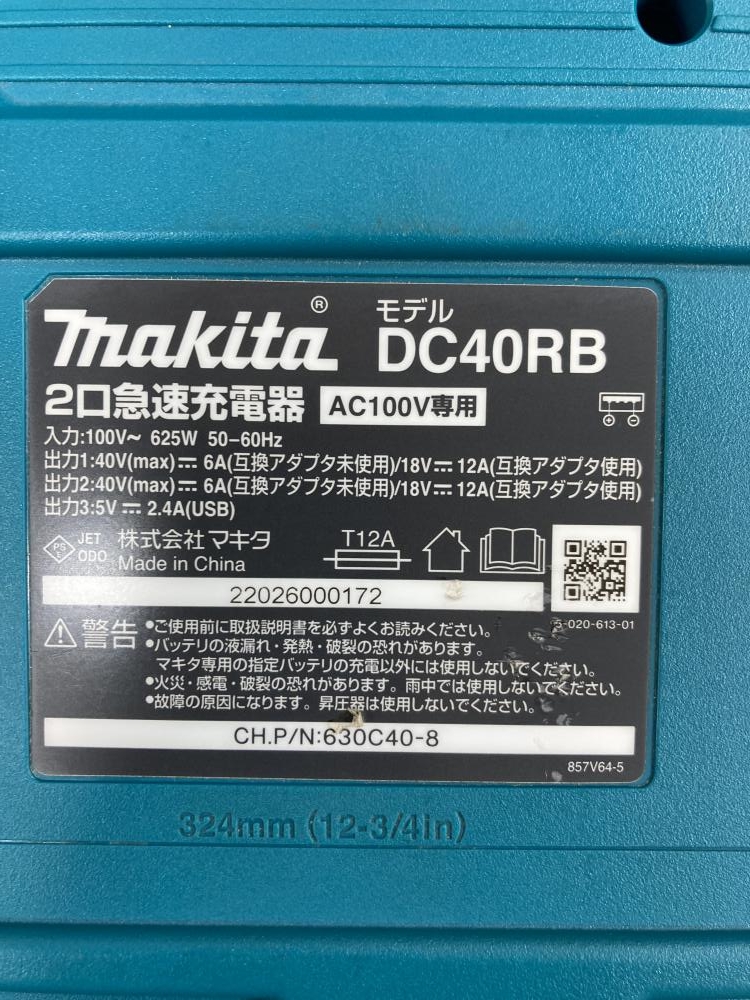 makita® モデル
DC40RB
2口急速充電器 AC100V専用
入力:100V~ 625W 50-60Hz
出力1:40V(max)⎓ 6A(互換アダプタ未使用)/18V⎓ 12A(互換アダプタ使用)
出力2:40V(max)⎓ 6A(互換アダプタ未使用)/18V⎓ 12A(互換アダプタ使用)
出力3:5V⎓ 2.4A(USB)
PS E JET ODO 株式会社マキタ T12A
Made in China
22026000172
-020-613-01
警告 •ご使用前に取扱説明書を必ずよくお読みください。
•バッテリの液漏れ・発熱・破裂の恐れがあります。
マキタ専用の指定バッテリの充電以外には使用しないでください。
•火災・感電・破裂の恐れがあります。雨中では使用しないでください。
•故障の原因になります。昇圧器は使用しないでください。
CH.P/N:630C40-8
857V64-5
324mm (12-3/4in)